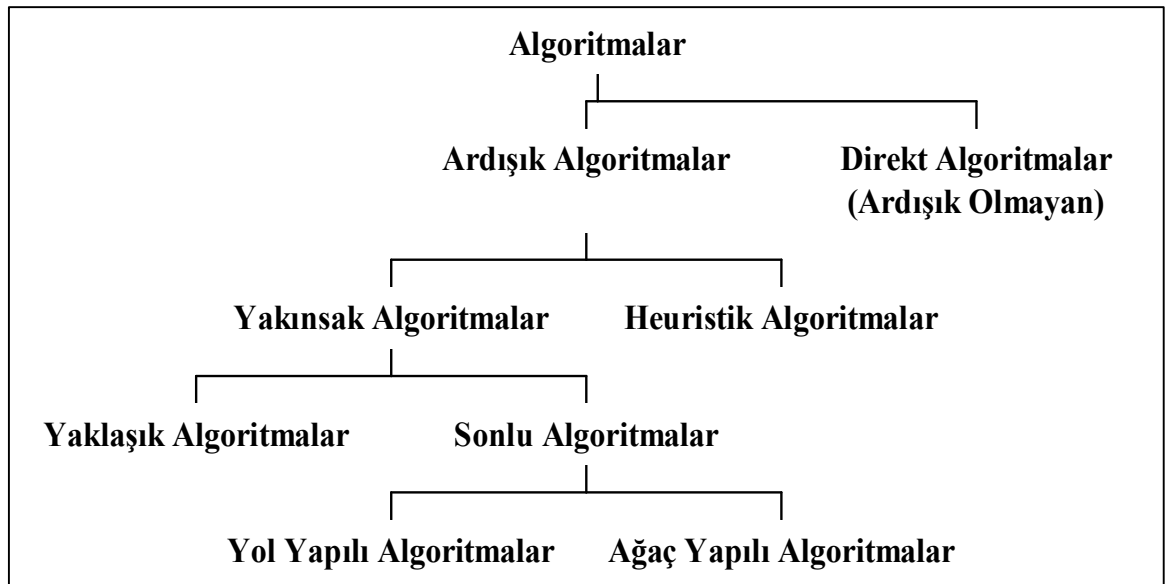 Algoritmalar
Ardışık Algoritmalar
Direkt Algoritmalar
(Ardışık Olmayan)
Yakınsak Algoritmalar
Heuristik Algoritmalar
Yaklaşık Algoritmalar
Sonlu Algoritmalar
Yol Yapılı Algoritmalar
Ağaç Yapılı Algoritmalar